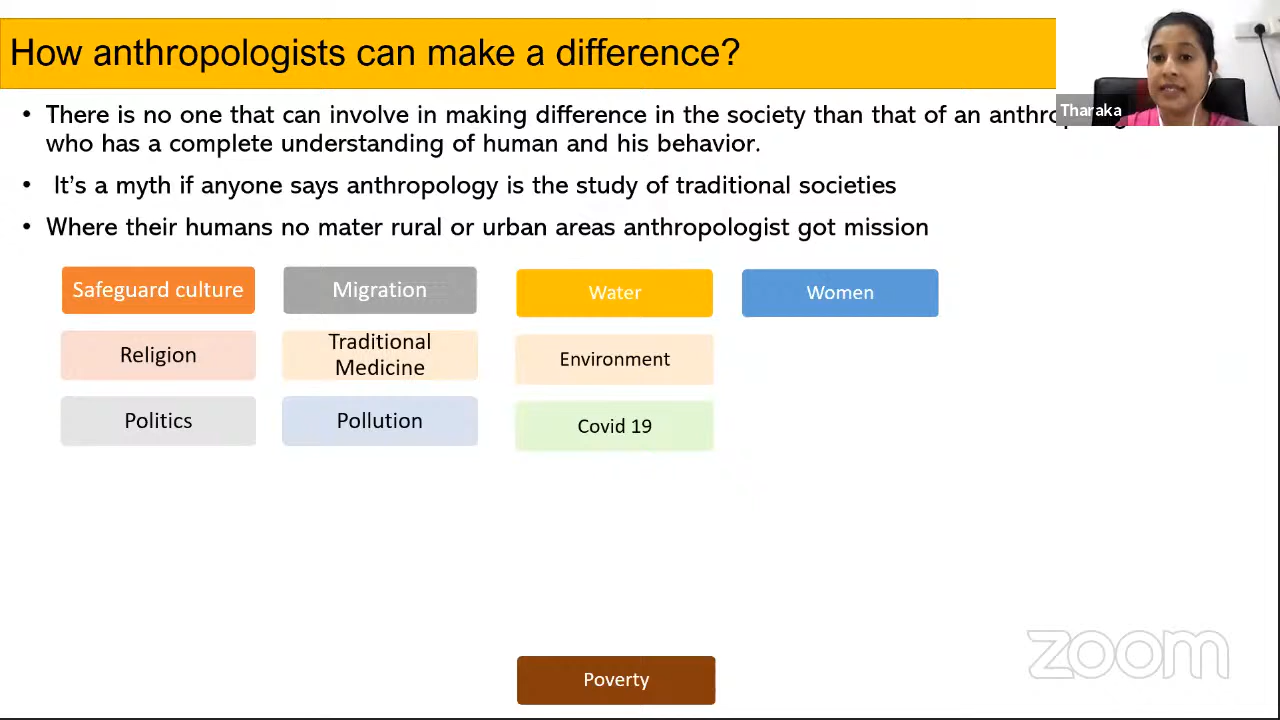 How anthropologists can make a difference?
Tharaka
• There is no one that can involve in making difference in the society than that of an
who has a complete understanding of human and his behavior.
• It's a myth if anyone says anthropology is the study of traditional societies
• Where their humans no mater rural or urban areas anthropologist got mission
Safeguard culture
Migration
Water
Women
Religion
Traditional
Medicine
Environment
Politics
Pollution
Covid 19
Poverty
zoom